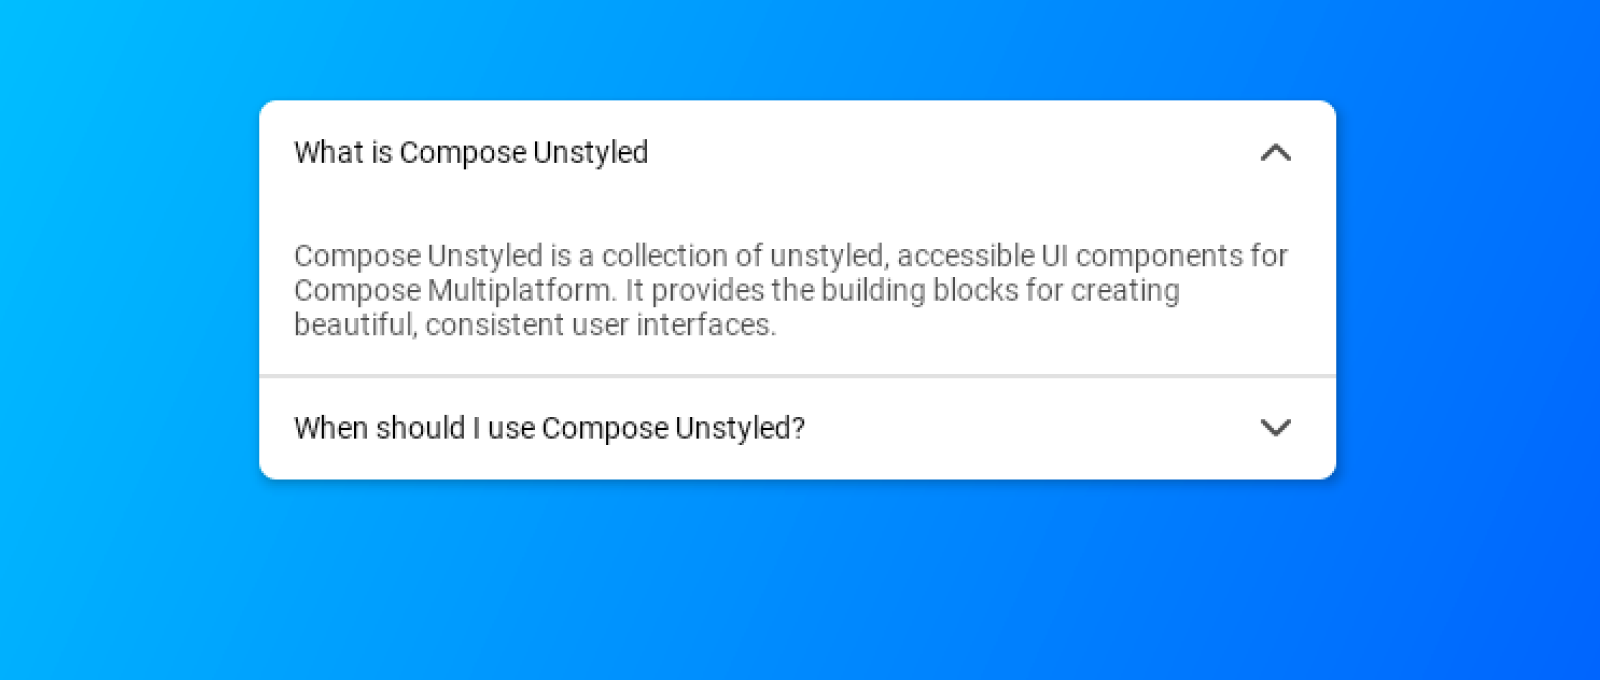 What is Compose Unstyled
Compose Unstyled is a collection of unstyled, accessible UI components for
Compose Multiplatform. It provides the building blocks for creating
beautiful, consistent user interfaces.
When should I use Compose Unstyled?